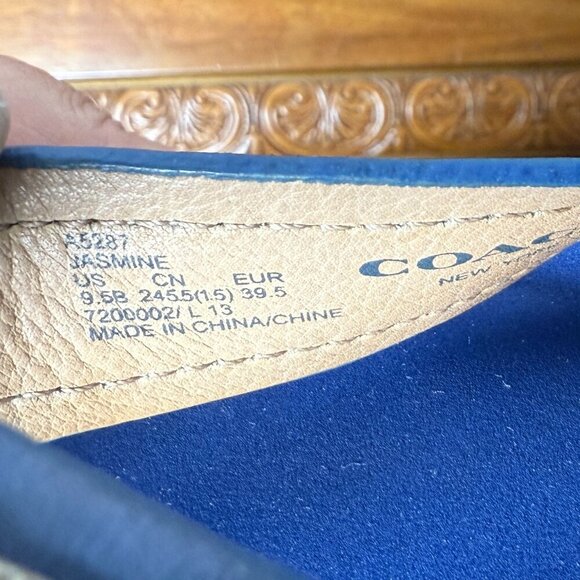 A5287
JASMINE
US CN EUR
9.5B 245.5(1.5) 39.5
7200002/ L 13
MADE IN CHINA/CHINE
COAC
NEW YOR